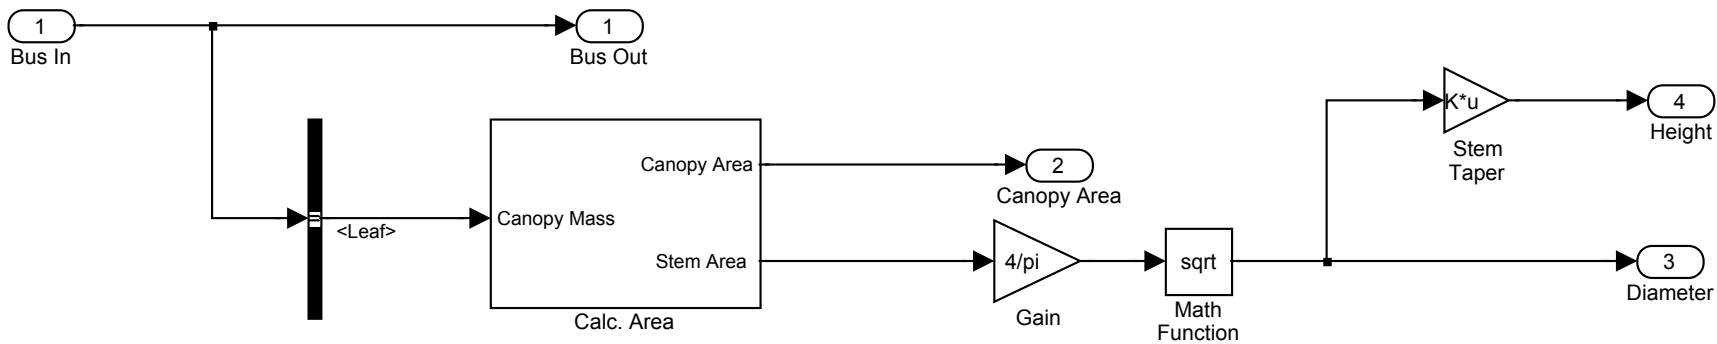 1
Bus In
1
Bus Out
<Leaf>
Canopy Mass
Canopy Area
Stem Area
Calc. Area
2
Canopy Area
4/pi
Gain
sqrt
Math
Function
K*u
Stem
Taper
4
Height
3
Diameter